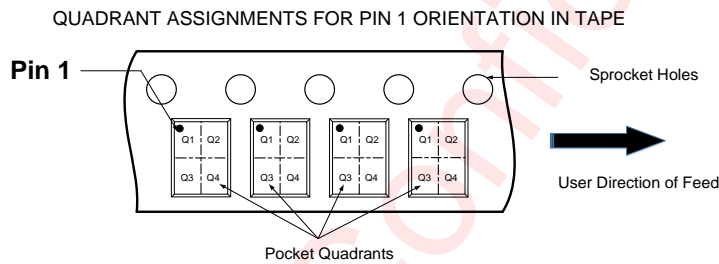 QUADRANT ASSIGNMENTS FOR PIN 1 ORIENTATION IN TAPE
Pin 1
Sprocket Holes
Q1 Q2 Q1 Q2 Q1 Q2 Q1 Q2
Q3 Q4 Q3 Q4 Q3 Q4 Q3 Q4
User Direction of Feed
Pocket Quadrants